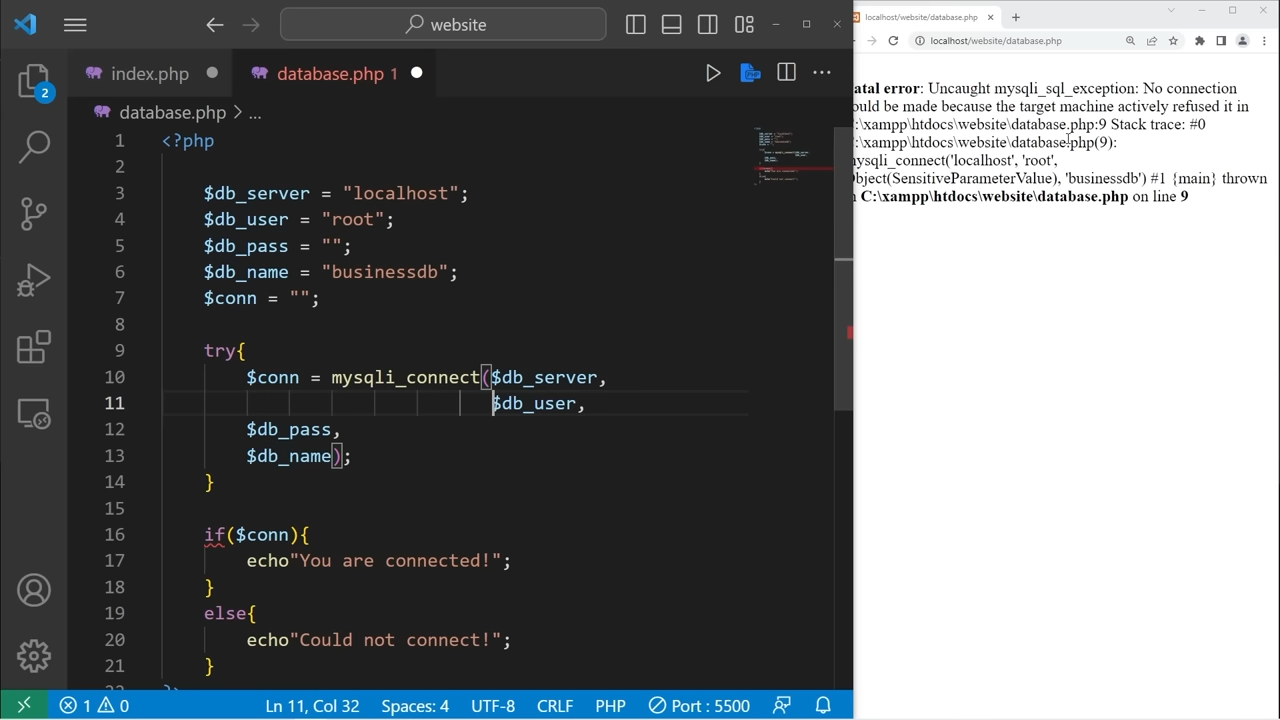 website
index.php
database.php 1
database.php > ...
1 <?php
2
3 $db_server = "localhost";
4 $db_user = "root";
5 $db_pass = "";
6 $db_name = "businessdb";
7 $conn = "";
8
9 try{
10 $conn = mysqli_connect($db_server,
11 $db_user,
12 $db_pass,
13 $db_name);
14 }
15
16 if($conn){
17 echo"You are connected!";
18 }
19 else{
20 echo"Could not connect!";
21 }
2
1 0
Ln 11, Col 32
Spaces: 4
UTF-8
CRLF
PHP
Port : 5500
localhost/website/database.php
localhost/website/database.php
atal error: Uncaught mysqli_sql_exception: No connection
ould be made because the target machine actively refused it in
:\xampp\htdocs\website\database.php:9 Stack trace: #0
:\xampp\htdocs\website\database.php(9):
mysqli_connect('localhost', 'root',
Object(SensitiveParameterValue), 'businessdb') #1 {main} thrown
C:\xampp\htdocs\website\database.php on line 9